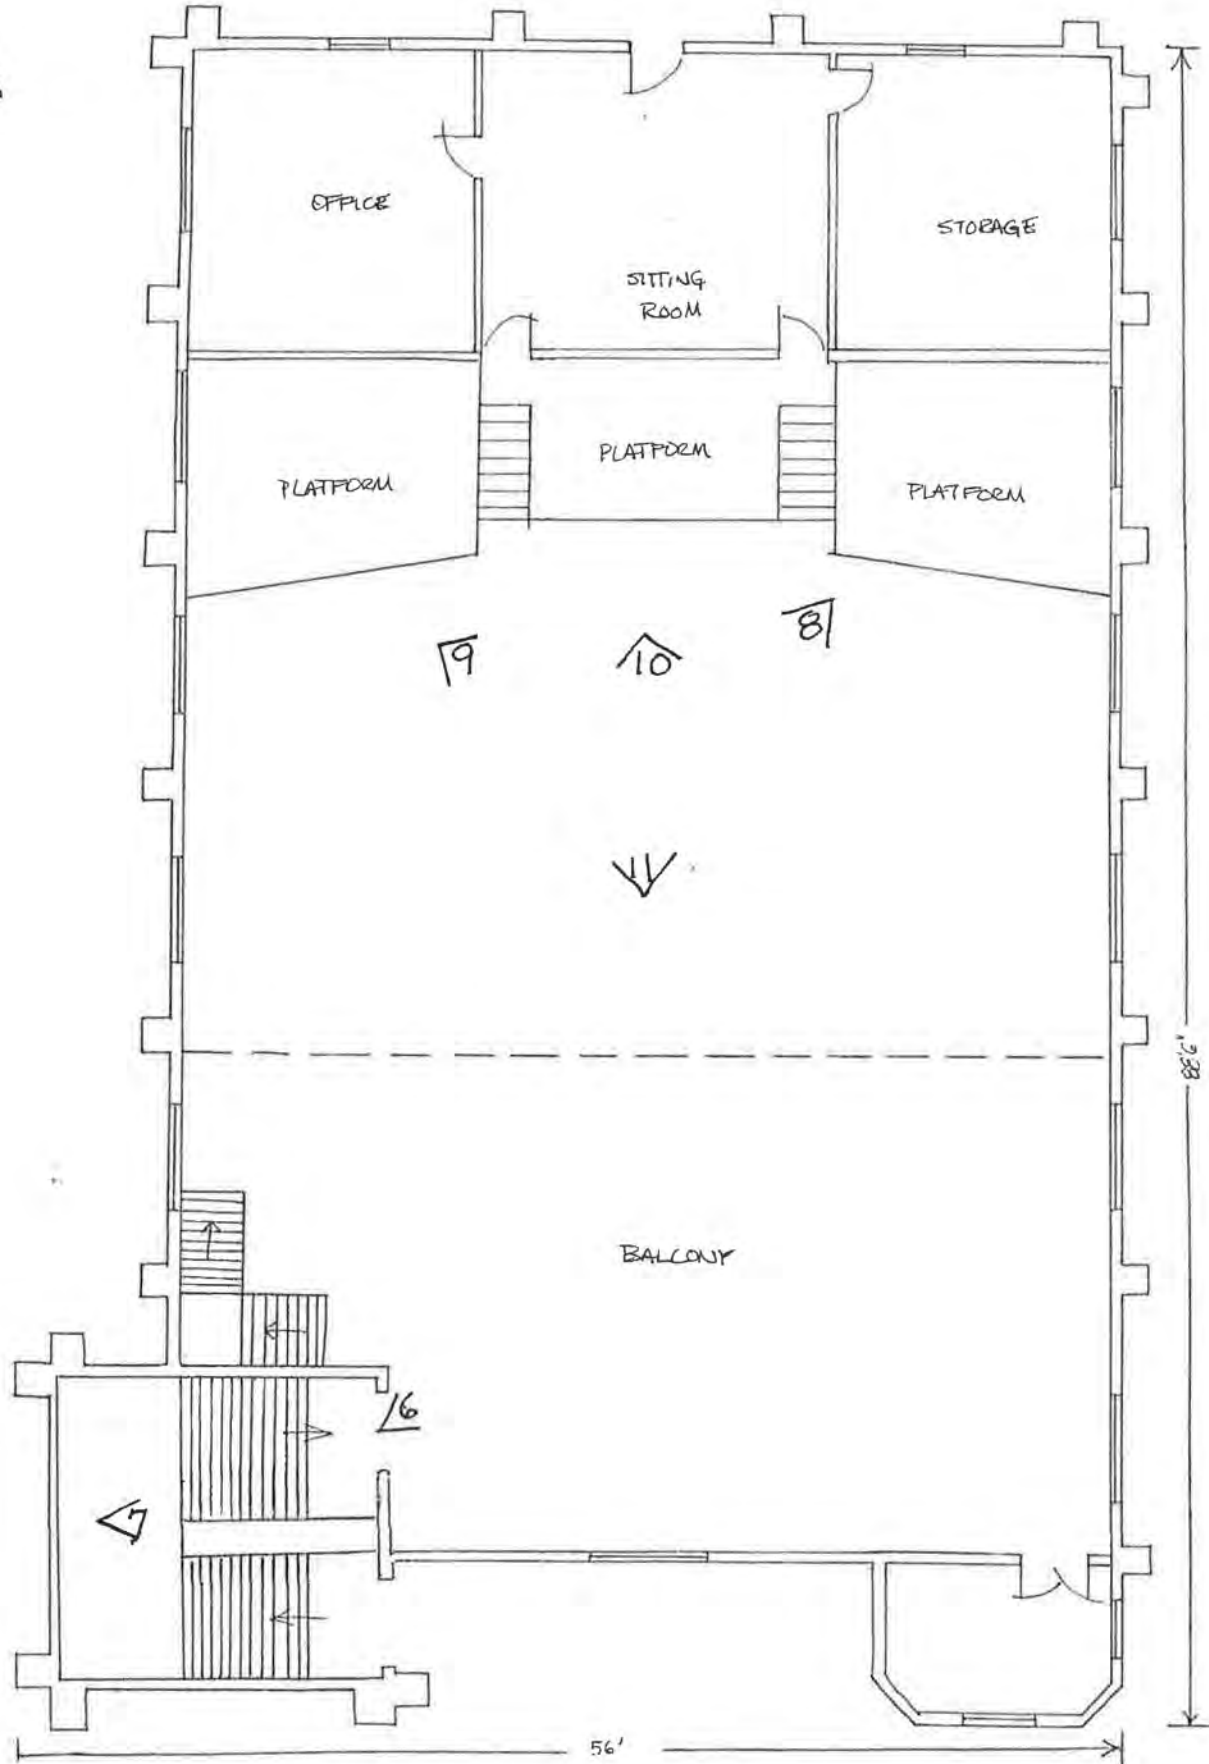 OFFICE
STORAGE
SITTING
ROOM
PLATFORM
PLATFORM
PLATFORM
8
9
10
11
88'6"
BALCONY
6
7
56'